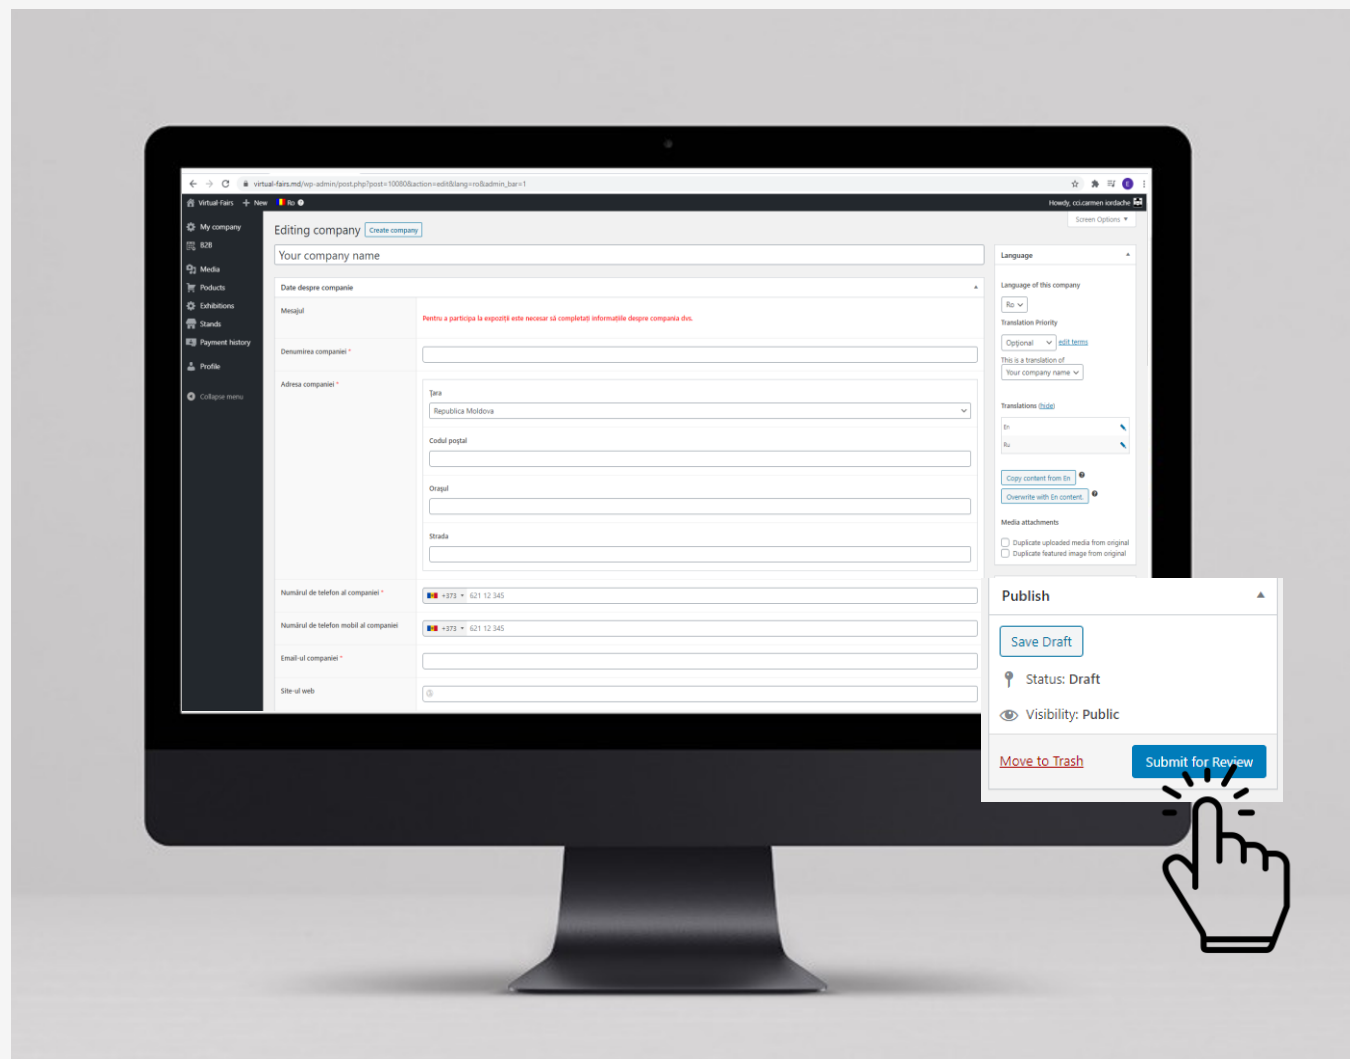 virtual-fairs.md/wp-admin/post.php?post=10080&action=edit&lang=ro&admin_bar=1
E
Virtual-Fairs + New Ro
Howdy, cci.carmen iordache
Screen Options
My company
B2B
Media
Poducts
Exhibitions
Stands
Payment history
Profile
Collapse menu
Editing company Create company
Your company name
Date despre companie
Mesajul
Pentru a participa la expoziții este necesar să completați informațiile despre compania dvs.
Denumirea companiei *
Adresa companiei *
Țara
Republica Moldova
Codul poștal
Orașul
Strada
Numărul de telefon al companiei *
+373 621 12 345
Numărul de telefon mobil al companiei
+373 621 12 345
Email-ul companiei *
Site-ul web
Language
Language of this company
Ro
Translation Priority
Opțional edit terms
This is a translation of
Your company name
Translations (hide)
En
Ru
Copy content from En
Overwrite with En content.
Media attachments
Duplicate uploaded media from original
Duplicate featured image from original
Publish
Save Draft
Status: Draft
Visibility: Public
Move to Trash
Submit for Review